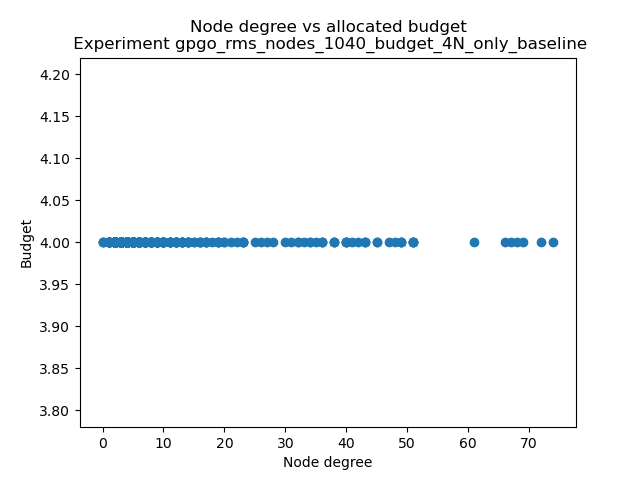 Node degree vs allocated budget
Experiment gpgo_rms_nodes_1040_budget_4N_only_baseline
4.20
4.15
4.10
4.05
4.00
3.95
3.90
3.85
3.80
Budget
0 10 20 30 40 50 60 70
Node degree